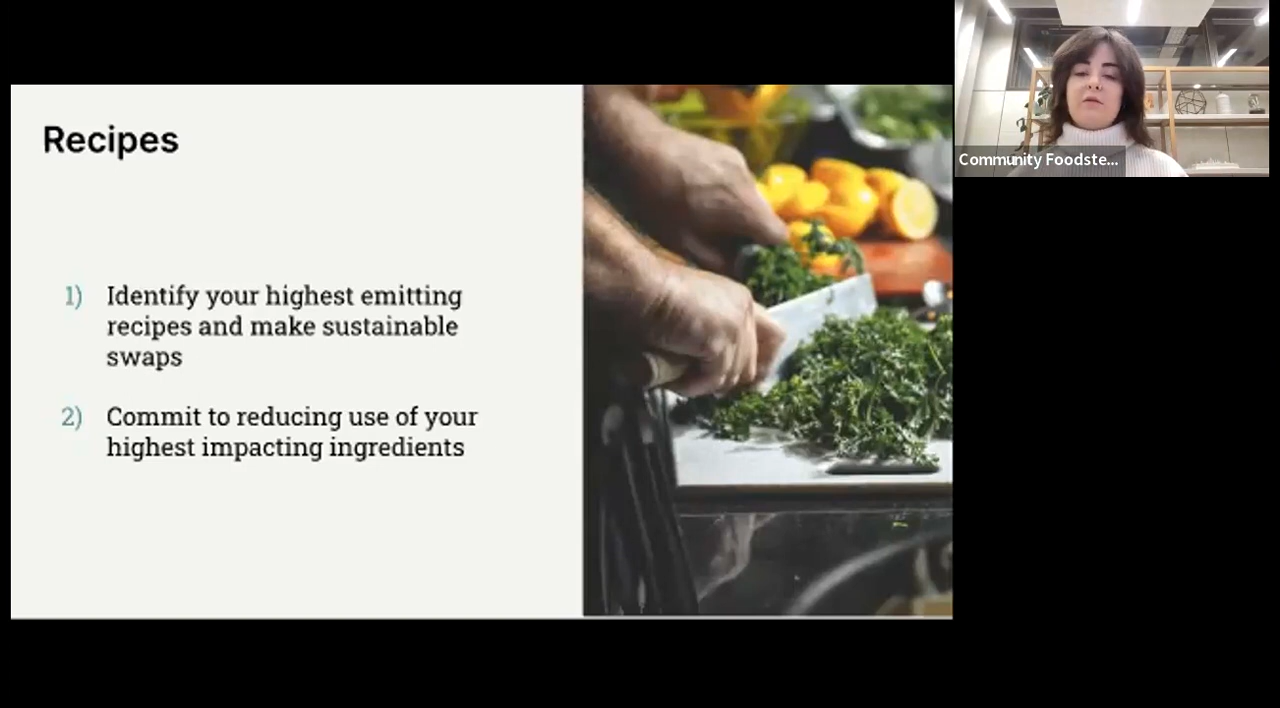 Recipes
1) Identify your highest emitting
recipes and make sustainable
swaps
2) Commit to reducing use of your
highest impacting ingredients
Community Foodste...